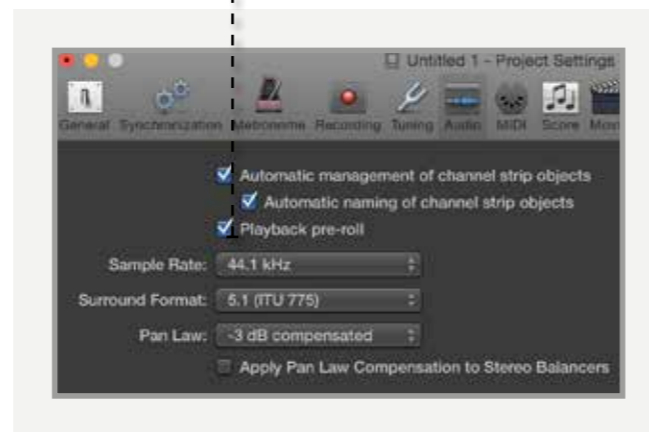 Untitled 1 - Project Settings
General Synchronization Metronome Recording Tuning Audio MIDI Score Movi
Automatic management of channel strip objects
Automatic naming of channel strip objects
Playback pre-roll
Sample Rate: 44.1 kHz
Surround Format: 5.1 (ITU 775)
Pan Law: -3 dB compensated
Apply Pan Law Compensation to Stereo Balancers